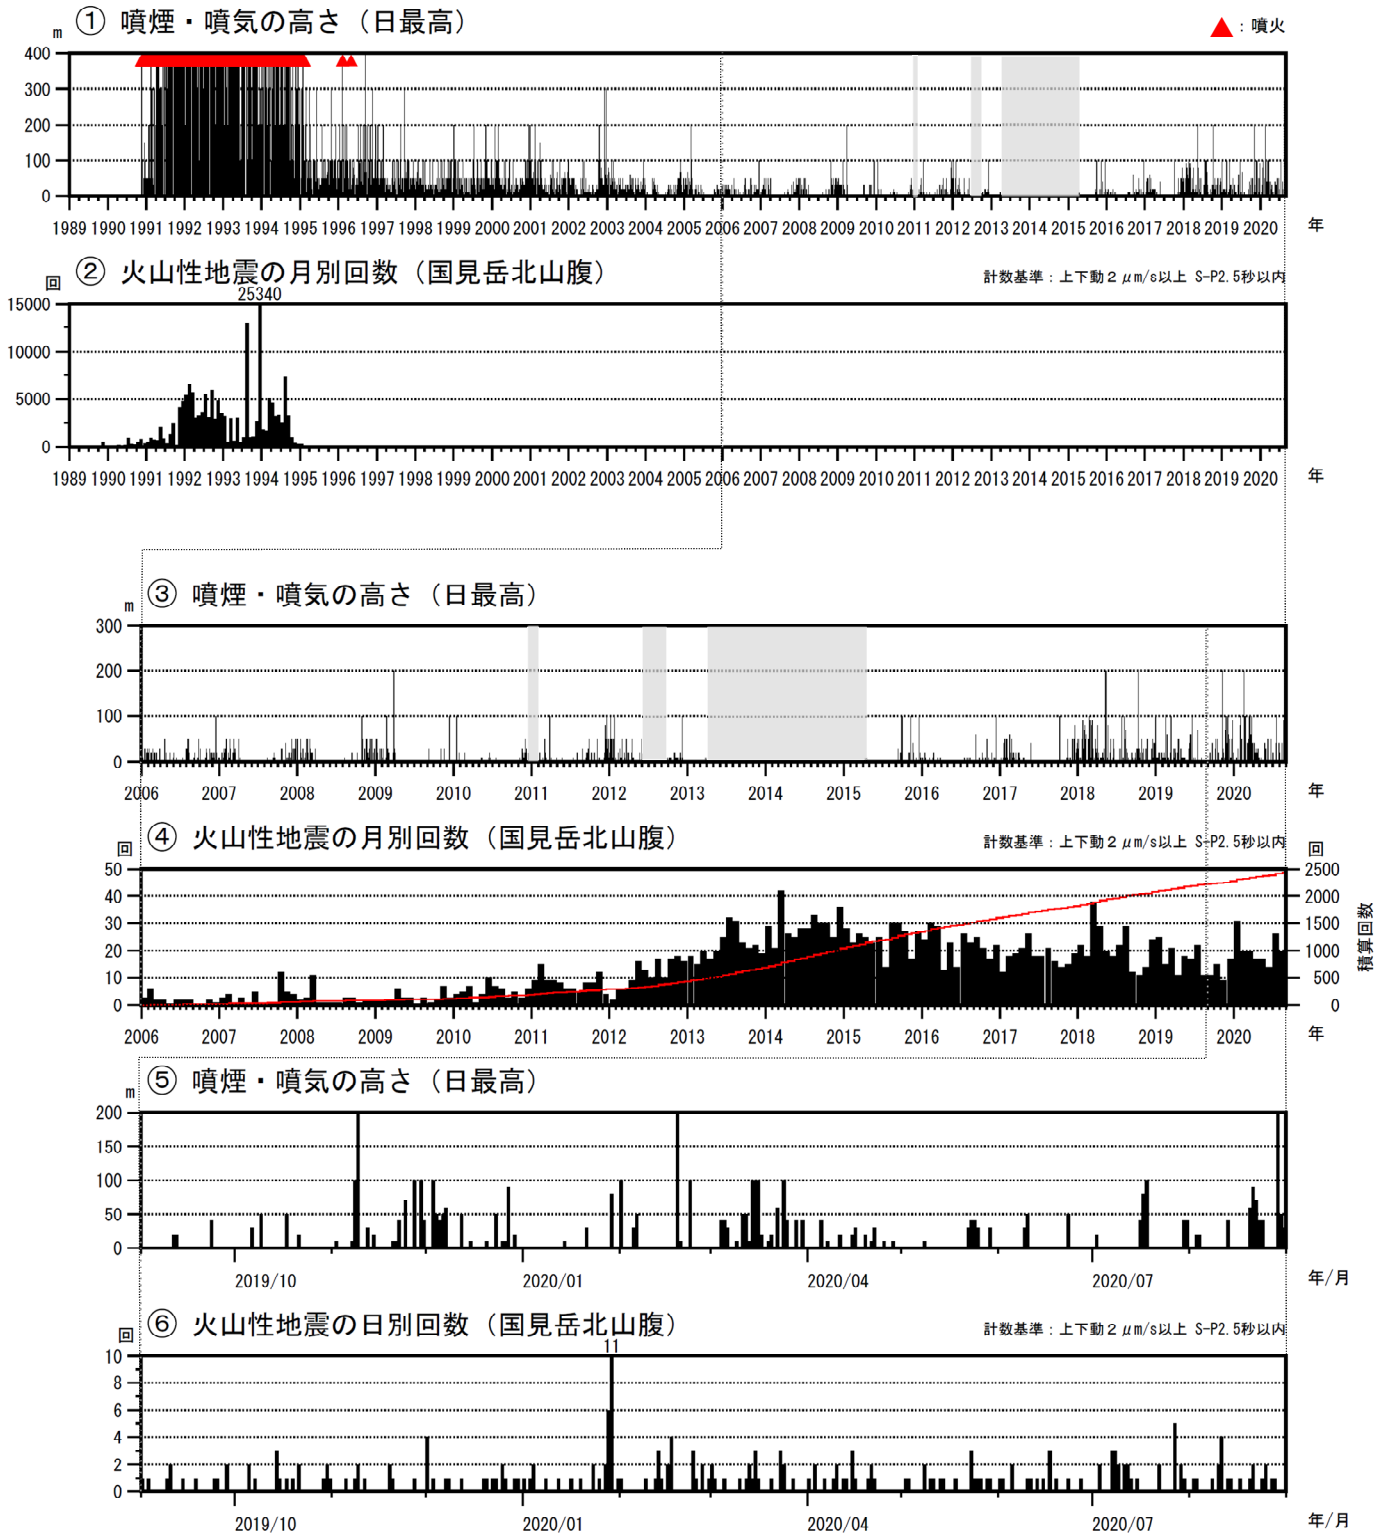 ① 噴煙・噴気の高さ（日最高）
▲：噴火
m
400
300
200
100
0
1989 1990 1991 1992 1993 1994 1995 1996 1997 1998 1999 2000 2001 2002 2003 2004 2005 2006 2007 2008 2009 2010 2011 2012 2013 2014 2015 2016 2017 2018 2019 2020 年
② 火山性地震の月別回数（国見岳北山腹）
計数基準：上下動２μm/s以上 S-P2.5秒以内
回
25340
15000
10000
5000
0
1989 1990 1991 1992 1993 1994 1995 1996 1997 1998 1999 2000 2001 2002 2003 2004 2005 2006 2007 2008 2009 2010 2011 2012 2013 2014 2015 2016 2017 2018 2019 2020 年
③ 噴煙・噴気の高さ（日最高）
m
300
200
100
0
2006 2007 2008 2009 2010 2011 2012 2013 2014 2015 2016 2017 2018 2019 2020 年
④ 火山性地震の月別回数（国見岳北山腹）
計数基準：上下動２μm/s以上 S-P2.5秒以内
回 回
50 2500
40 2000
30 1500
20 1000
10 500
0 0
積算回数
2006 2007 2008 2009 2010 2011 2012 2013 2014 2015 2016 2017 2018 2019 2020 年
⑤ 噴煙・噴気の高さ（日最高）
m
200
150
100
50
0
2019/10 2020/01 2020/04 2020/07 年/月
⑥ 火山性地震の日別回数（国見岳北山腹）
計数基準：上下動２μm/s以上 S-P2.5秒以内
回
11
10
8
6
4
2
0
2019/10 2020/01 2020/04 2020/07 年/月